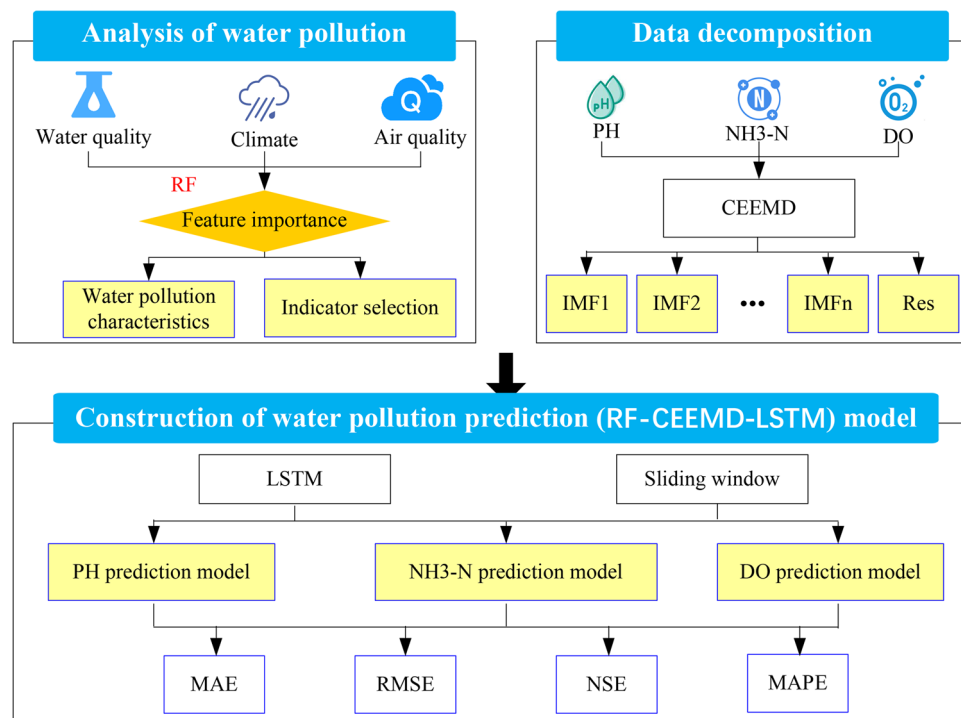 Analysis of water pollution
Water quality
Climate
Q
Air quality
RF
Feature importance
Water pollution
characteristics
Indicator selection
Data decomposition
pH
PH
N
NH3-N
O2
DO
CEEMD
IMF1
IMF2
•••
IMFn
Res
Construction of water pollution prediction (RF-CEEMD-LSTM) model
LSTM
Sliding window
PH prediction model
NH3-N prediction model
DO prediction model
MAE
RMSE
NSE
MAPE